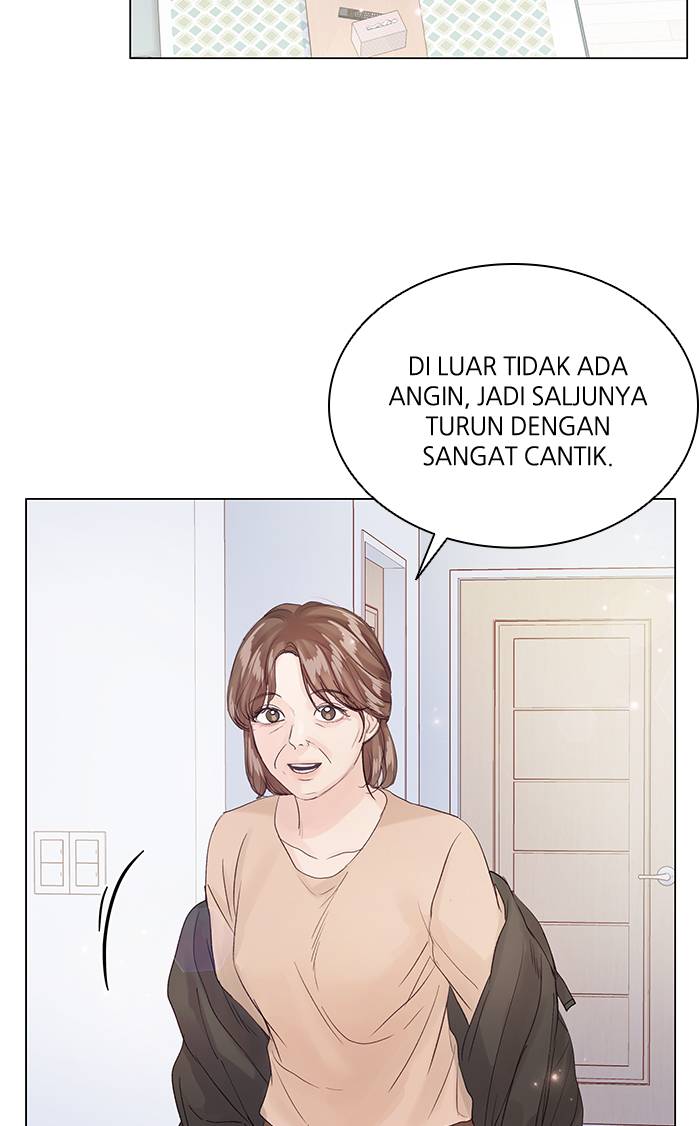 DI LUAR TIDAK ADA
ANGIN, JADI SALJUNYA
TURUN DENGAN
SANGAT CANTIK.